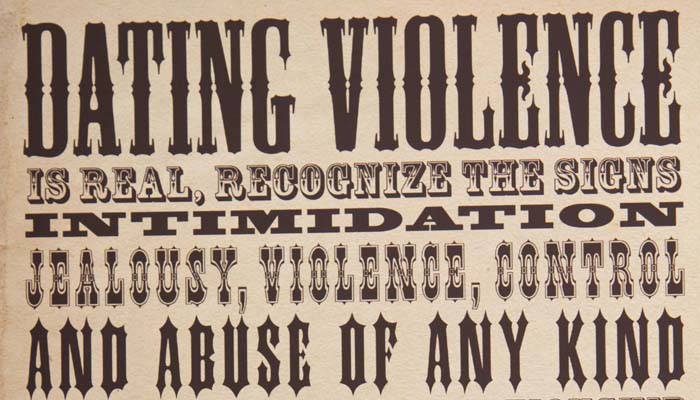 DATING VIOLENCE
IS REAL, RECOGNIZE THE SIGNS
INTIMIDATION
JEALOUSY, VIOLENCE, CONTROL
AND ABUSE OF ANY KIND